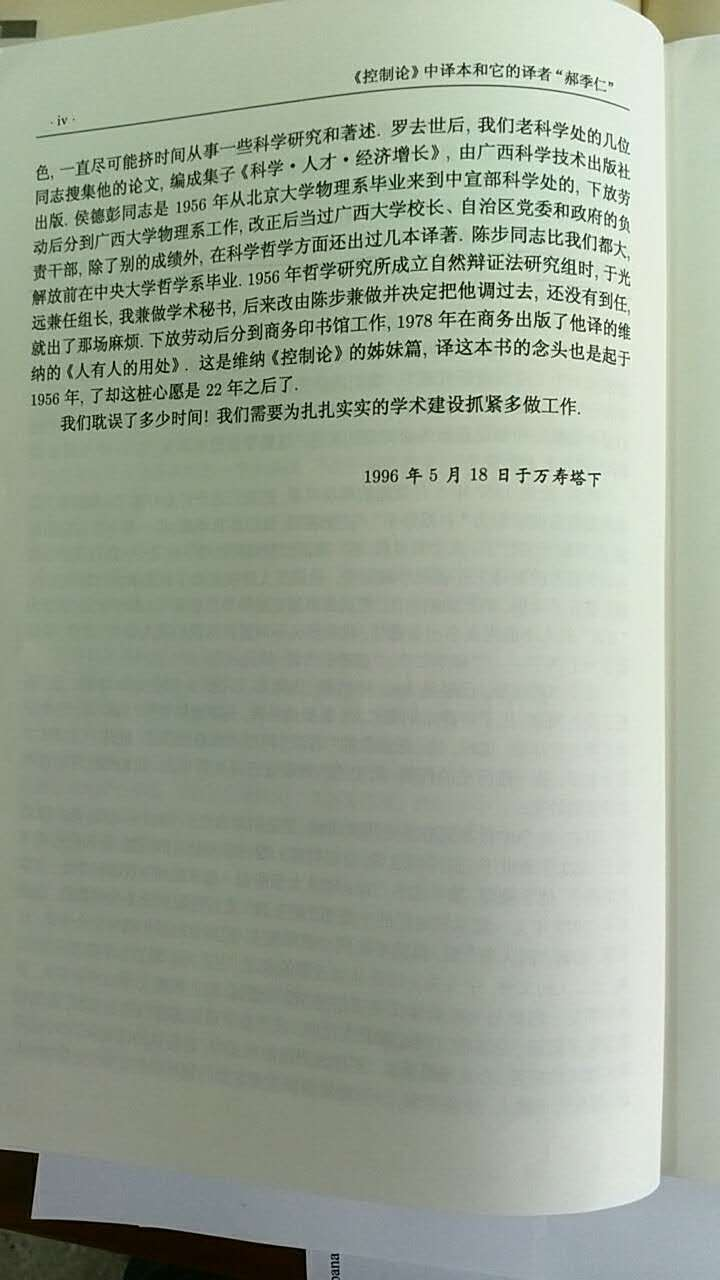 《控制论》中译本和它的译者“郝季仁”
· iv ·
色, 一直尽可能挤时间从事一些科学研究和著述. 罗去世后, 我们老科学处的几位
同志搜集他的论文, 编成集子《科学·人才·经济增长》, 由广西科学技术出版社
出版. 侯德彭同志是 1956 年从北京大学物理系毕业来到中宣部科学处的, 下放劳
动后分到广西大学物理系工作, 改正后当过广西大学校长、自治区党委和政府的负
责干部, 除了别的成绩外, 在科学哲学方面还出过几本译著. 陈步同志比我们都大,
解放前在中央大学哲学系毕业. 1956 年哲学研究所成立自然辩证法研究组时, 于光
远兼任组长, 我兼做学术秘书, 后来改由陈步兼做并决定把他调过去, 还没有到任,
就出了那场麻烦. 下放劳动后分到商务印书馆工作, 1978 年在商务出版了他译的维
纳的《人有人的用处》. 这是维纳《控制论》的姊妹篇, 译这本书的念头也是起于
1956 年, 了却这桩心愿是 22 年之后了.
我们耽误了多少时间! 我们需要为扎扎实实的学术建设抓紧多做工作.
1996 年 5 月 18 日于万寿塔下